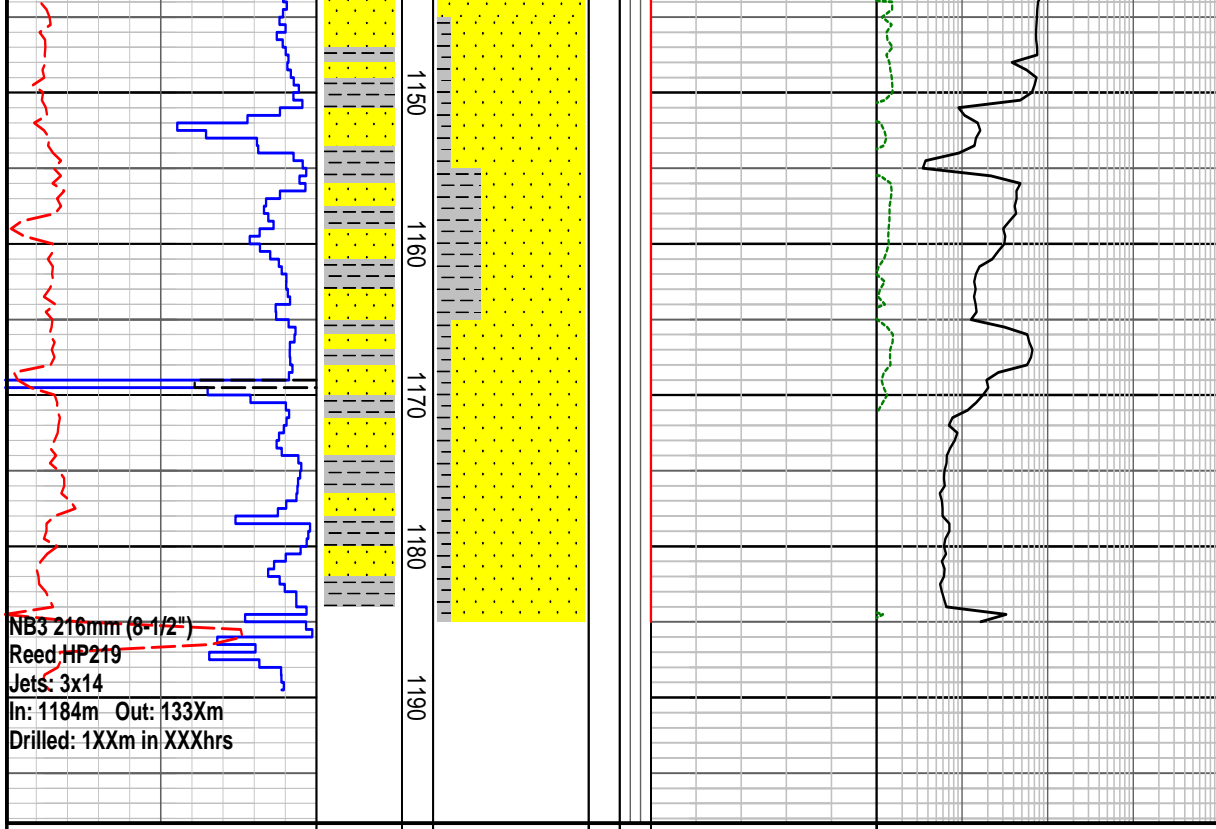 1150
1160
1170
1180
1190
NB3 216mm (8-1/2")
Reed HP219
Jets: 3x14
In: 1184m Out: 133Xm
Drilled: 1XXm in XXXhrs